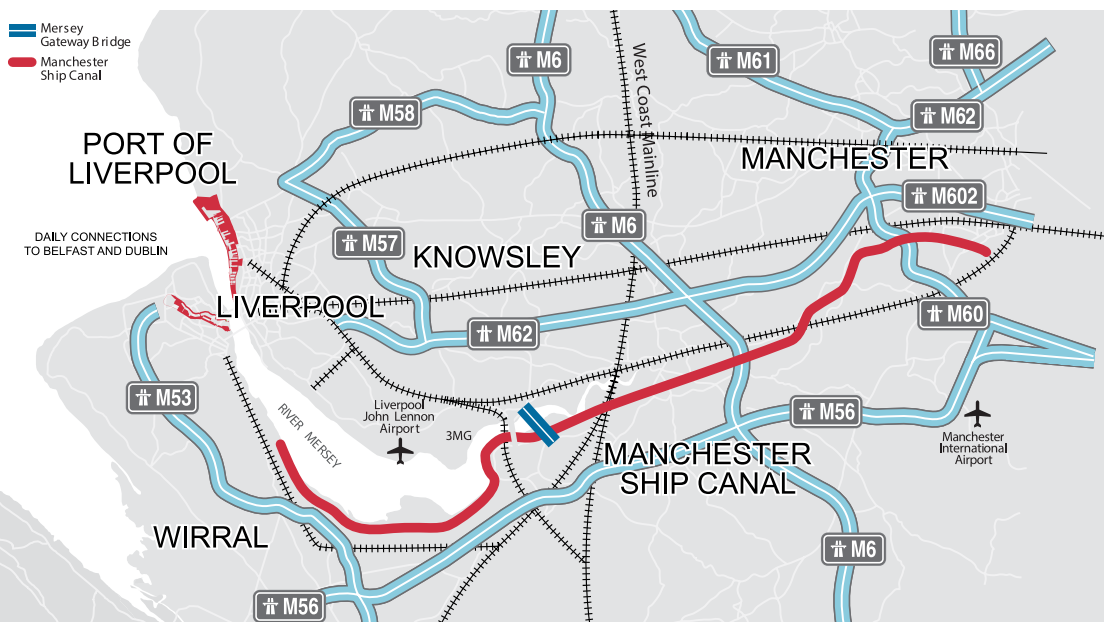 Mersey
Gateway Bridge
Manchester
Ship Canal
M6
M61
M66
M62
M58
West Coast Mainline
PORT OF
LIVERPOOL
MANCHESTER
M602
M6
DAILY CONNECTIONS
TO BELFAST AND DUBLIN
M57
KNOWSLEY
LIVERPOOL
M62
M60
M53
RIVER MERSEY
Liverpool
John Lennon
Airport
3MG
M56
Manchester
International
Airport
MANCHESTER
SHIP CANAL
WIRRAL
M6
M56